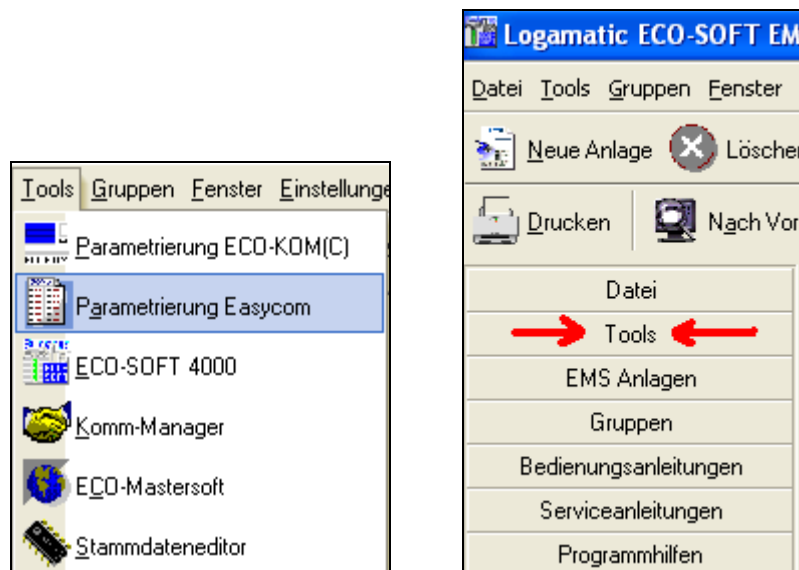 Tools Gruppen Fenster Einstellunge
Parametrierung ECO-KOM(C)
Parametrierung Easycom
ECO-SOFT 4000
Komm-Manager
ECO-Mastersoft
Stammdateneditor
Logamatic ECO-SOFT EM
Datei Tools Gruppen Fenster
Neue Anlage Löschen
Drucken Nach Vor
Datei
Tools
EMS Anlagen
Gruppen
Bedienungsanleitungen
Serviceanleitungen
Programmhilfen